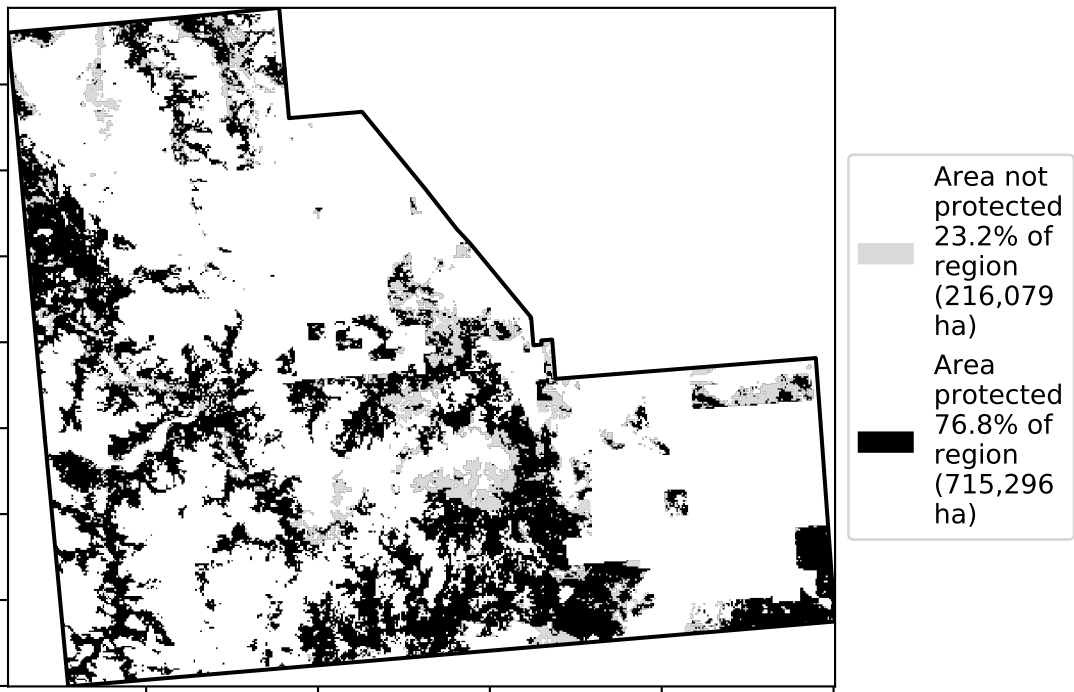 Area not
protected
23.2% of
region
(216,079
ha)
Area
protected
76.8% of
region
(715,296
ha)